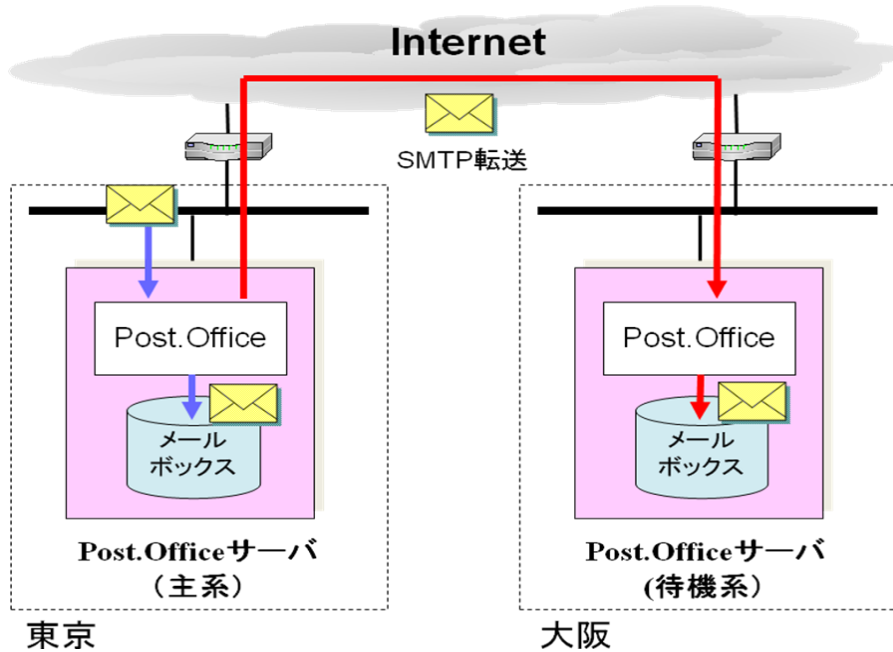 Internet
SMTP転送
Post.Office
メール
ボックス
Post.Officeサーバ
（主系）
東京
Post.Office
メール
ボックス
Post.Officeサーバ
(待機系）
大阪